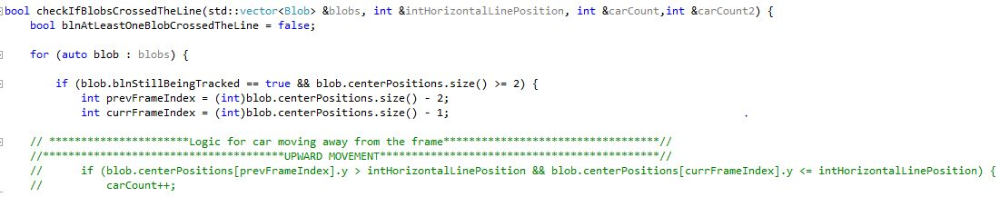 bool checkIfBlobsCrossedTheLine(std::vector<Blob> &blobs, int &intHorizontalLinePosition, int &carCount,int &carCount2) {
bool blnAtLeastOneBlobCrossedTheLine = false;
for (auto blob : blobs) {
if (blob.blnStillBeingTracked == true && blob.centerPositions.size() >= 2) {
int prevFrameIndex = (int)blob.centerPositions.size() - 2;
int currFrameIndex = (int)blob.centerPositions.size() - 1;
// **********************Logic for car moving away from the frame**********************************//
//**************************************UPWARD MOVEMENT********************************************//
// if (blob.centerPositions[prevFrameIndex].y > intHorizontalLinePosition && blob.centerPositions[currFrameIndex].y <= intHorizontalLinePosition) {
// carCount++;